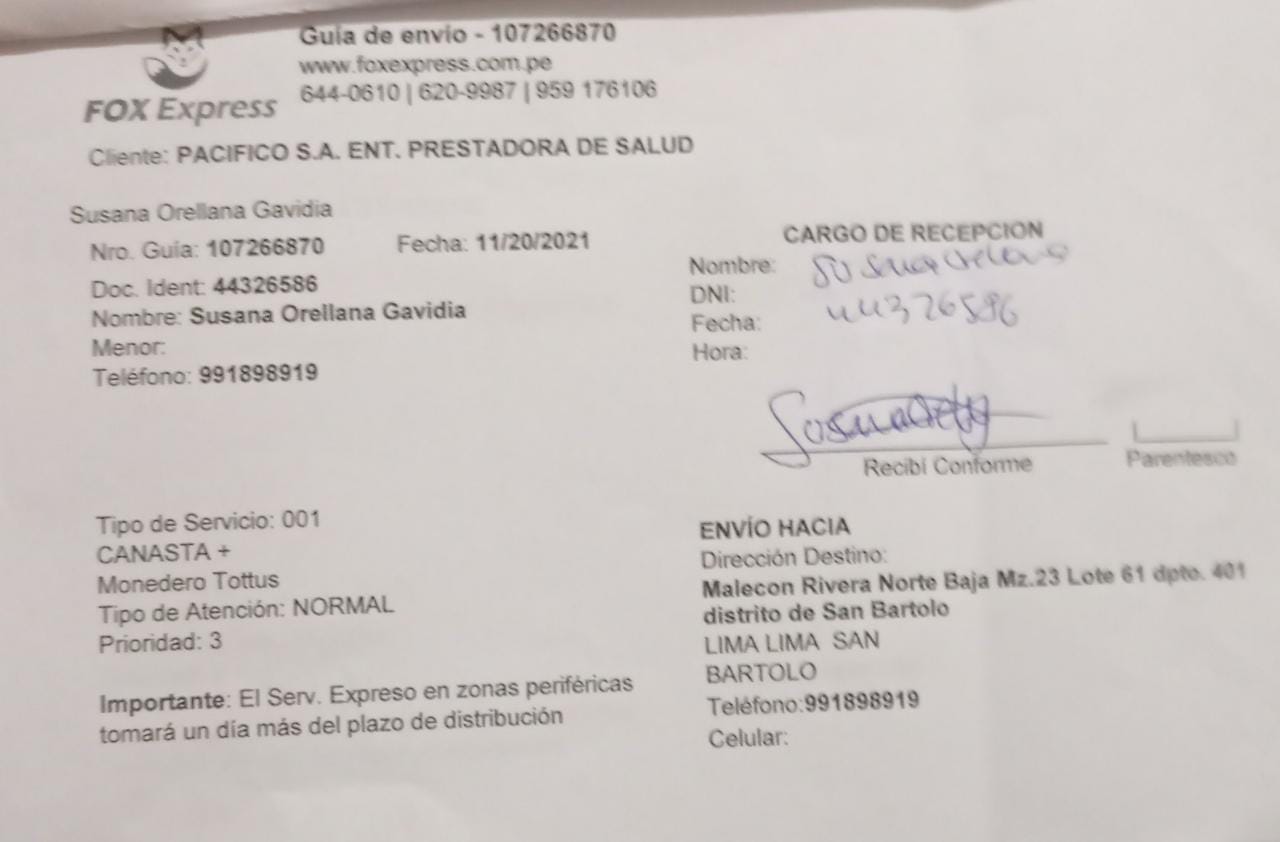 Guia de envio - 107266870
www.foxexpress.com.pe
644-0610 | 620-9987 | 959 176106
FOX Express
Cliente: PACIFICO S.A. ENT. PRESTADORA DE SALUD
Susana Orellana Gavidia
Nro. Guía: 107266870 Fecha: 11/20/2021
Doc. Ident: 44326586
Nombre: Susana Orellana Gavidia
Menor:
Teléfono: 991898919
CARGO DE RECEPCION
Nombre: Susana Orellana
DNI: 44326586
Fecha:
Hora:
Recibí Conforme
Parentesco
Tipo de Servicio: 001
CANASTA +
Monedero Tottus
Tipo de Atención: NORMAL
Prioridad: 3
Importante: El Serv. Expreso en zonas periféricas
tomará un día más del plazo de distribución
ENVÍO HACIA
Dirección Destino:
Malecon Rivera Norte Baja Mz.23 Lote 61 dpto. 401
distrito de San Bartolo
LIMA LIMA SAN
BARTOLO
Teléfono:991898919
Celular: